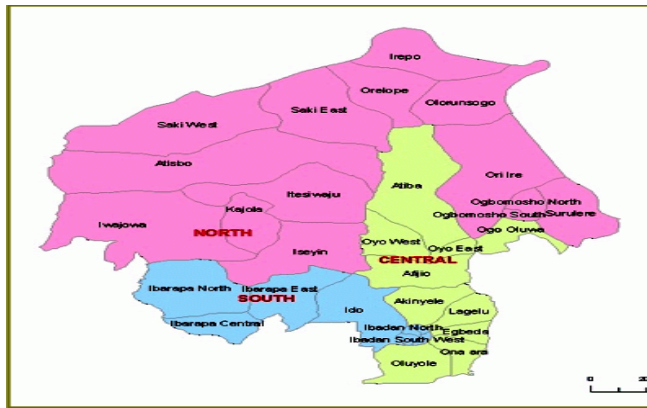 Irepo
Orelope
Olorunsogo
Saki East
Saki West
Atisbo
Ori Ire
Atiba
Itesiwaju
Kajola
Ogbomosho North
Ogbomosho South
Surulere
Iwajowa
NORTH
Ogo Oluwa
Oyo West
Oyo East
Iseyin
CENTRAL
Afijio
Ibarapa North
Ibarapa East
SOUTH
Ido
Akinyele
Lagelu
Ibarapa Central
Ibadan North
Egbeda
Ibadan South West
Ona ara
Oluyole
0